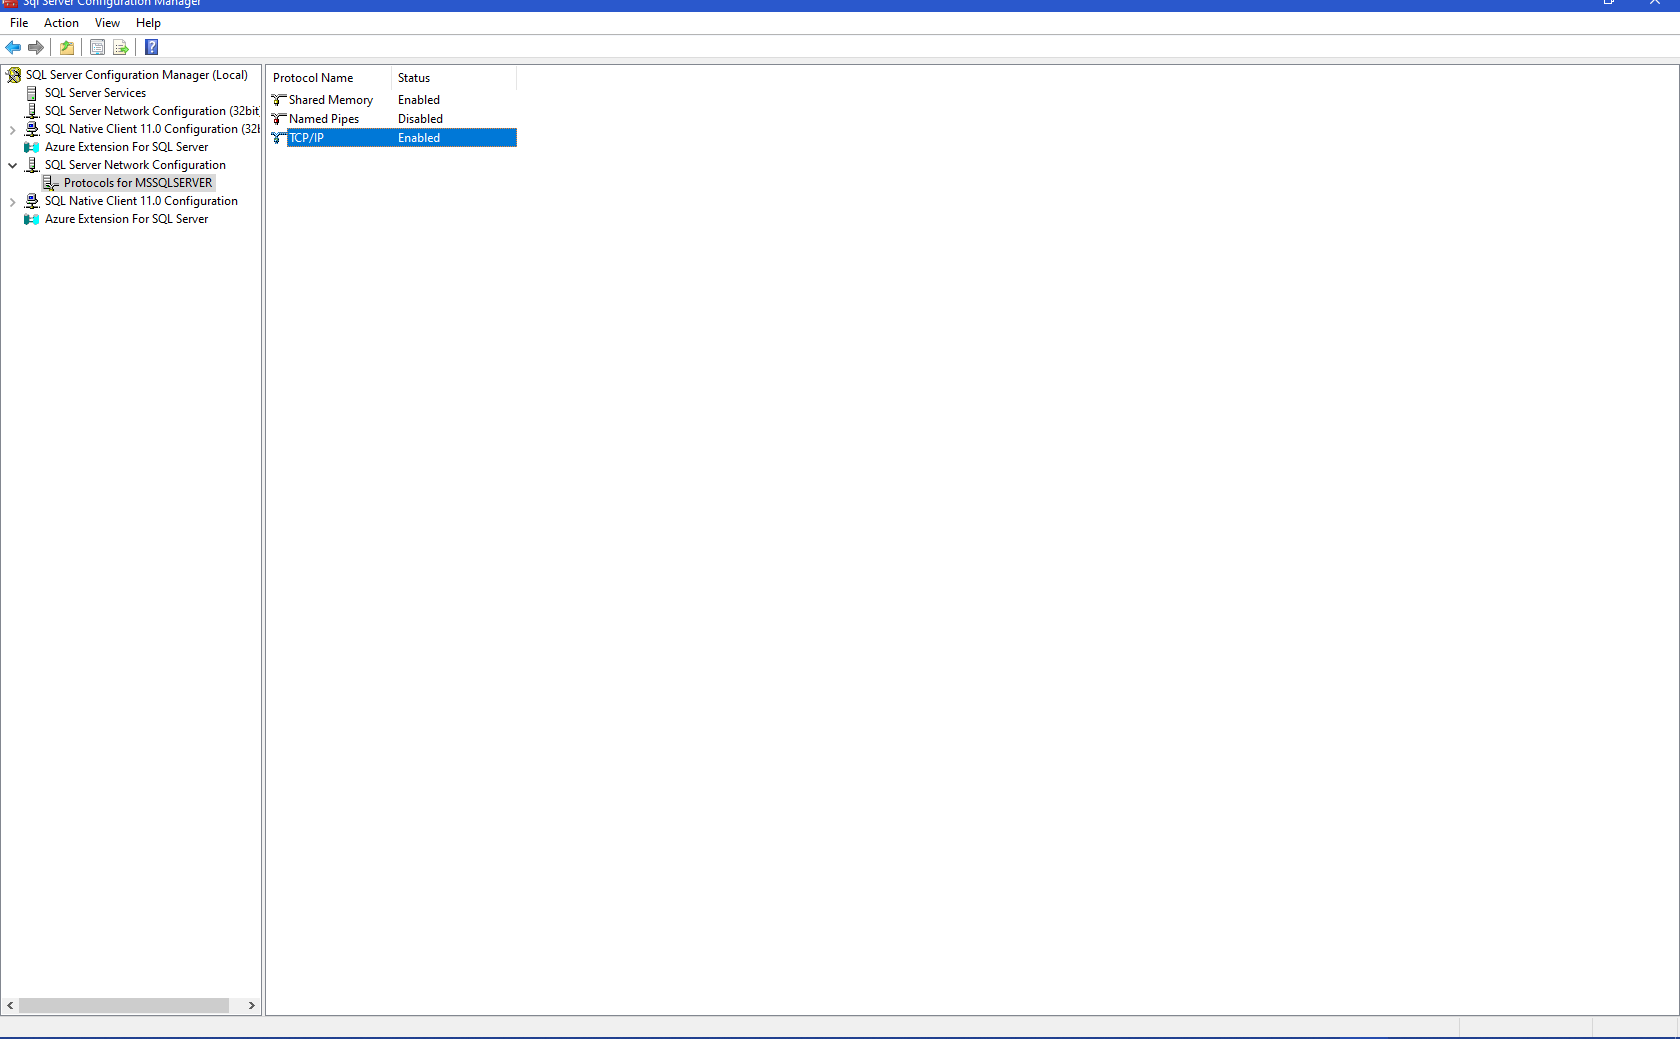 Sql Server Configuration Manager
File Action View Help
SQL Server Configuration Manager (Local)
SQL Server Services
SQL Server Network Configuration (32bit
SQL Native Client 11.0 Configuration (32b
Azure Extension For SQL Server
SQL Server Network Configuration
Protocols for MSSQLSERVER
SQL Native Client 11.0 Configuration
Azure Extension For SQL Server
Protocol Name Status
Shared Memory Enabled
Named Pipes Disabled
TCP/IP Enabled